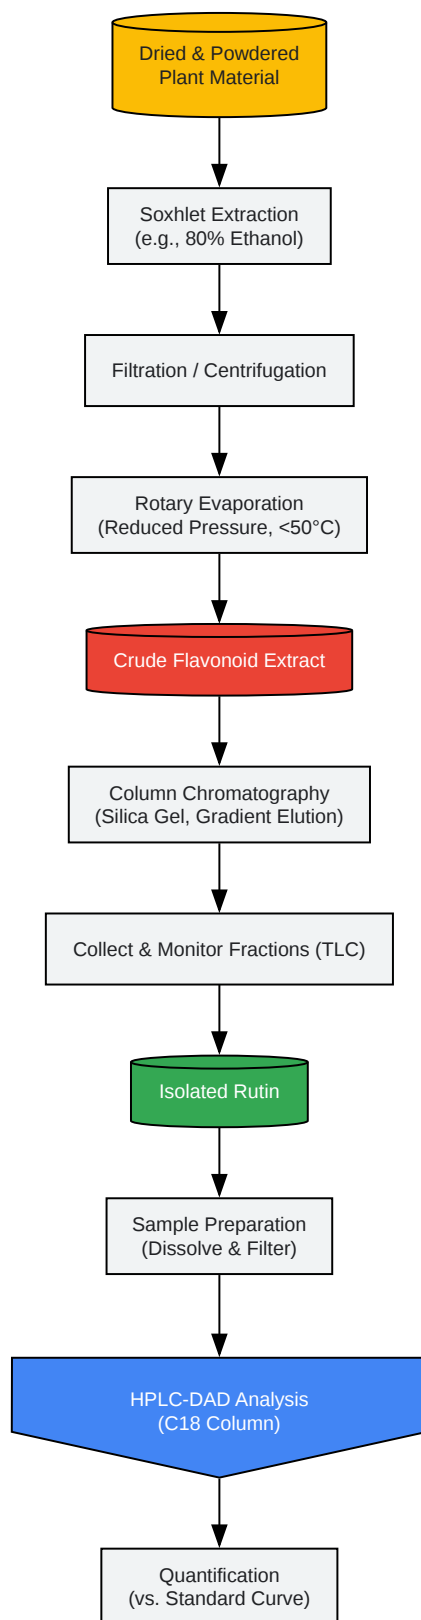 Dried & Powdered
Plant Material
Soxhlet Extraction
(e.g., 80% Ethanol)
Filtration / Centrifugation
Rotary Evaporation
(Reduced Pressure, <50°C)
Crude Flavonoid Extract
Column Chromatography
(Silica Gel, Gradient Elution)
Collect & Monitor Fractions (TLC)
Isolated Rutin
Sample Preparation
(Dissolve & Filter)
HPLC-DAD Analysis
(C18 Column)
Quantification
(vs. Standard Curve)